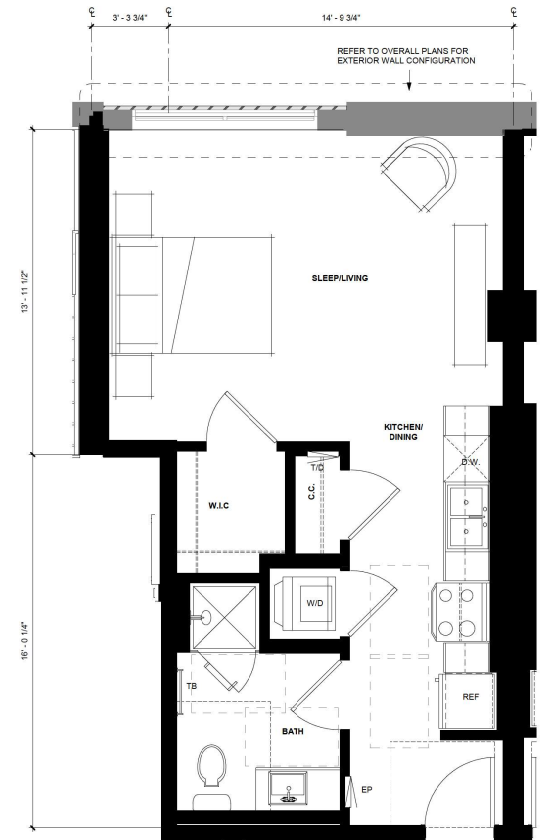 ℄
℄
℄
3' - 3 3/4"
14' - 9 3/4"
REFER TO OVERALL PLANS FOR
EXTERIOR WALL CONFIGURATION
13' - 11 1/2"
SLEEP/LIVING
KITCHEN/
DINING
D.W.
T/D
C.C.
W.I.C
W/D
16' - 0 1/4"
TB
REF
BATH
EP